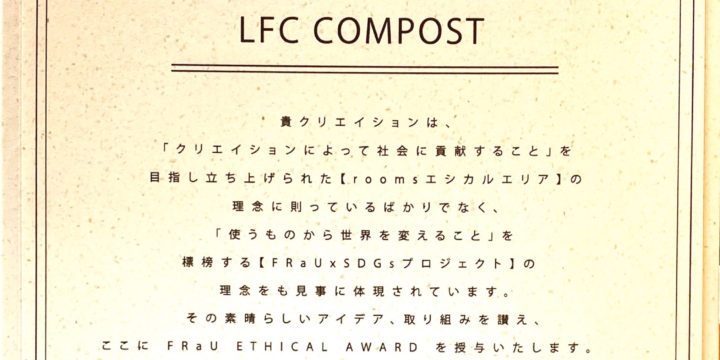 LFC COMPOST
貴クリエイションは、
「クリエイションによって社会に貢献すること」を
目指し立ち上げられた【roomsエシカルエリア】の
理念に則っているばかりでなく、
「使うものから世界を変えること」を
標榜する【FRaUxSDGsプロジェクト】の
理念をも見事に体現されています。
その素晴らしいアイデア、取り組みを讃え、
ここに FRaU ETHICAL AWARD を授与いたします。